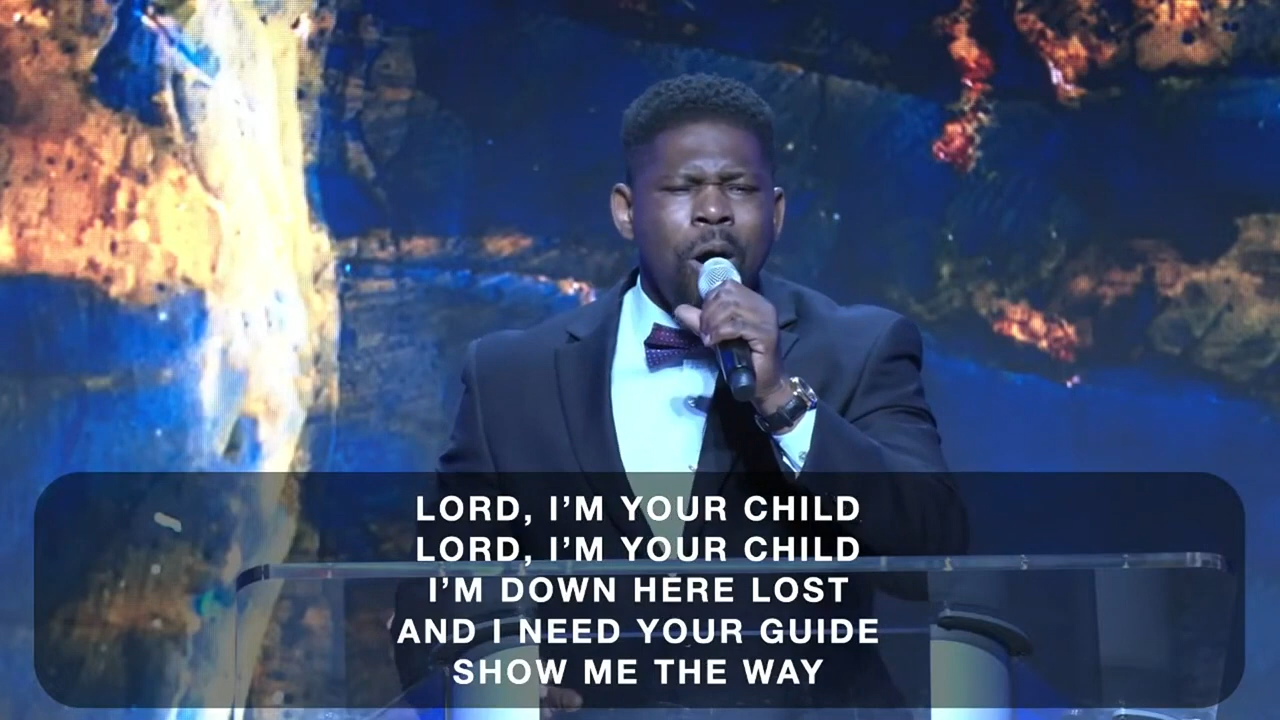 LORD, I’M YOUR CHILD
LORD, I’M YOUR CHILD
I’M DOWN HERE LOST
AND I NEED YOUR GUIDE
SHOW ME THE WAY